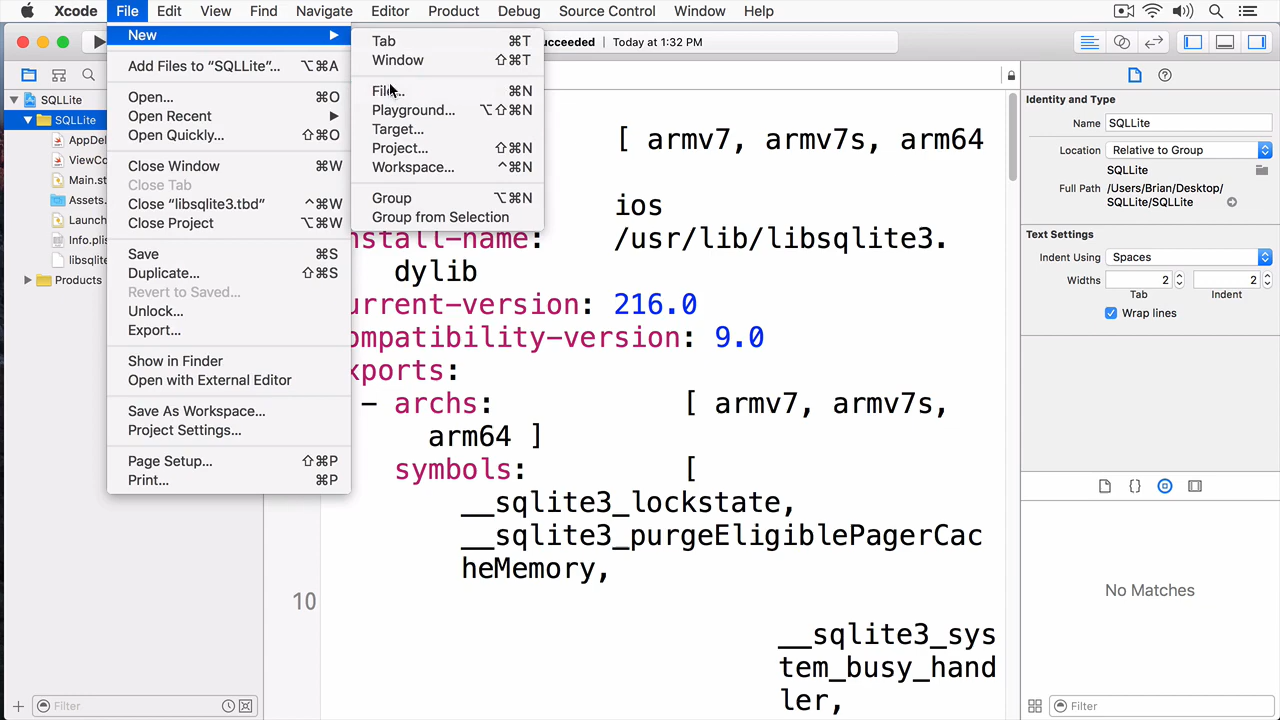 Xcode File Edit View Find Navigate Editor Product Debug Source Control Window Help
New
Add Files to “SQLLite”... ⌥⌘A
Open... ⌘O
Open Recent
Open Quickly... ⇧⌘O
Close Window ⌘W
Close Tab
Close “libsqlite3.tbd” ^⌘W
Close Project ⌥⌘W
Save ⌘S
Duplicate... ⇧⌘S
Revert to Saved...
Unlock...
Export...
Show in Finder
Open with External Editor
Save As Workspace...
Project Settings...
Page Setup... ⇧⌘P
Print... ⌘P
Tab ⌘T
Window ⇧⌘T
File... ⌘N
Playground... ⌥⇧⌘N
Target...
Project... ⇧⌘N
Workspace... ^⌘N
Group ⌥⌘N
Group from Selection
Today at 1:32 PM
SQLLite
SQLLite
AppDel
ViewCo
Main.st
Assets.
Launch
Info.plis
libsqlite
Products
Filter
[ armv7, armv7s, arm64
ios
nstall-name: /usr/lib/libsqlite3.
dylib
urrent-version: 216.0
ompatibility-version: 9.0
xports:
- archs: [ armv7, armv7s,
arm64 ]
symbols: [
__sqlite3_lockstate,
__sqlite3_purgeEligiblePagerCac
heMemory,
10
__sqlite3_sys
tem_busy_hand
ler,
Identity and Type
Name SQLLite
Location Relative to Group
SQLLite
Full Path /Users/Brian/Desktop/
SQLLite/SQLLite
Text Settings
Indent Using Spaces
Widths 2 2
Tab Indent
Wrap lines
No Matches
Filter